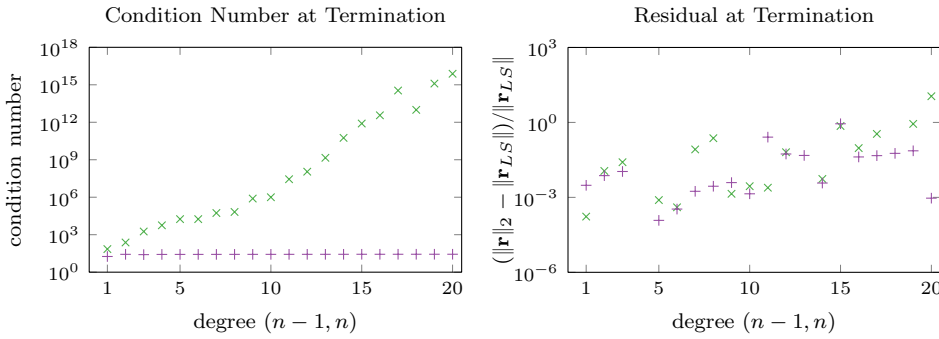 Condition Number at Termination
10^18
10^15
10^12
10^9
10^6
10^3
10^0
condition number
1 5 10 15 20
degree (n − 1, n)
Residual at Termination
10^3
10^0
10^−3
10^−6
(‖r‖_2 − ‖r_LS‖)/‖r_LS‖
1 5 10 15 20
degree (n − 1, n)